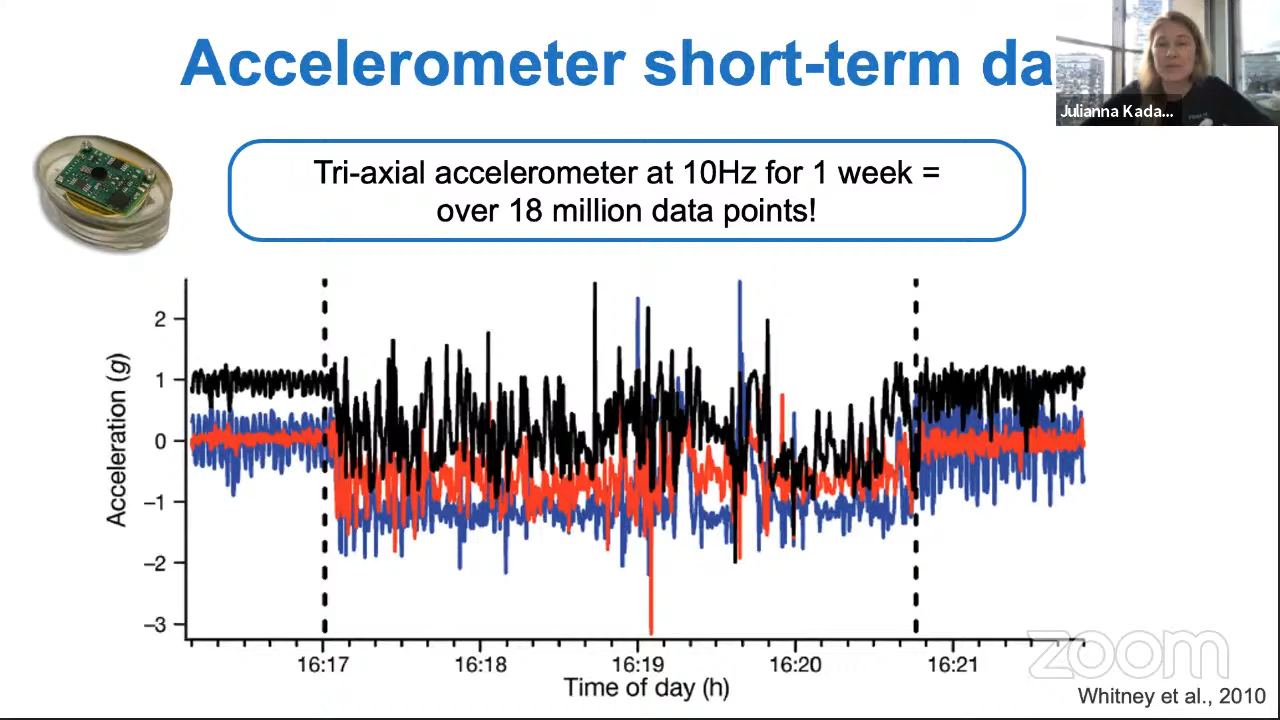 Accelerometer short-term da
Julianna Kada...
Tri-axial accelerometer at 10Hz for 1 week =
over 18 million data points!
Acceleration (g)
2
1
0
−1
−2
−3
16:17 16:18 16:19 16:20 16:21
Time of day (h)
zoom
Whitney et al., 2010